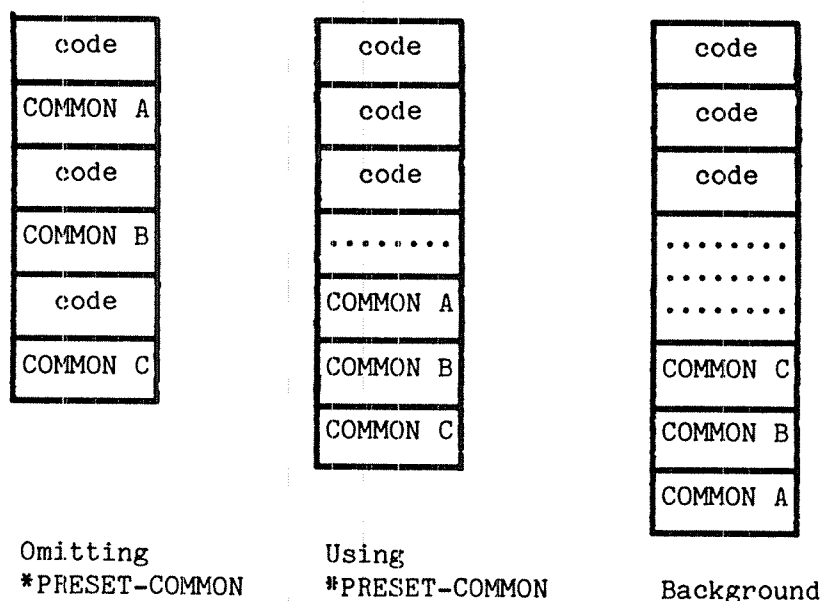 code
COMMON A
code
COMMON B
code
COMMON C
Omitting
*PRESET-COMMON
code
code
code
........
COMMON A
COMMON B
COMMON C
Using
*PRESET-COMMON
code
code
code
........
........
........
COMMON C
COMMON B
COMMON A
Background